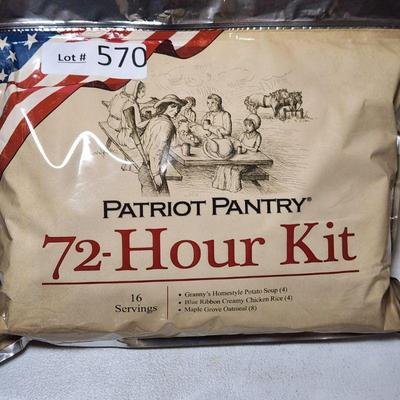 Lot # 570
PATRIOT PANTRY®
72-Hour Kit
16
Servings
• Granny's Homestyle Potato Soup (4)
• Blue Ribbon Creamy Chicken Rice (4)
• Maple Grove Oatmeal (8)